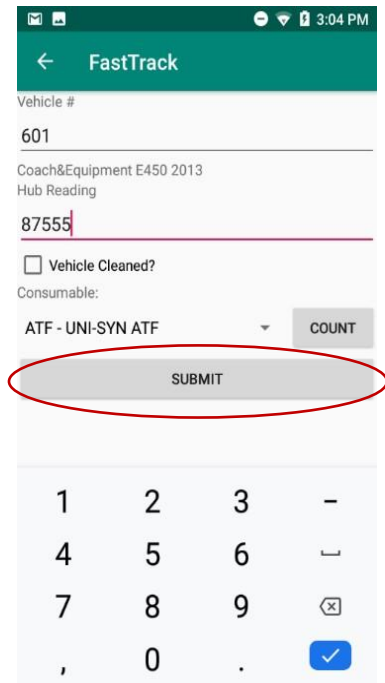 3:04 PM
FastTrack
Vehicle #
601
Coach&Equipment E450 2013
Hub Reading
87555
Vehicle Cleaned?
Consumable:
ATF - UNI-SYN ATF COUNT
SUBMIT
1 2 3 -
4 5 6
7 8 9
, 0 .